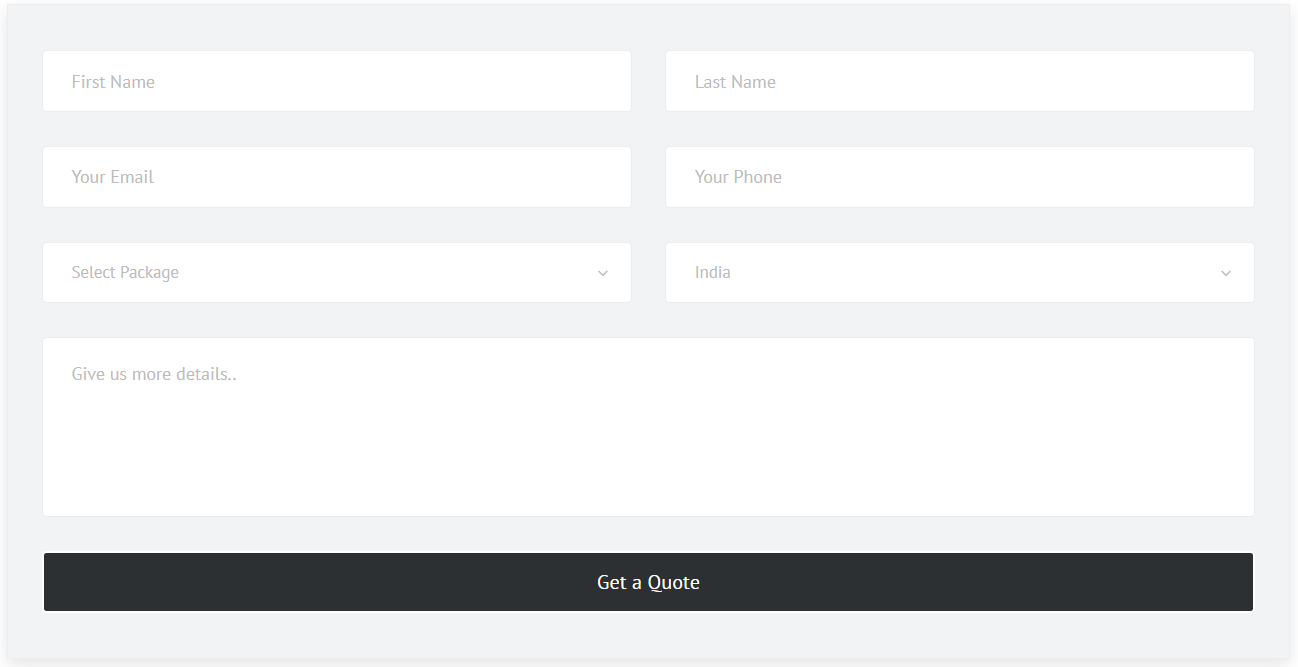 First Name
Last Name
Your Email
Your Phone
Select Package
India
Give us more details..
Get a Quote